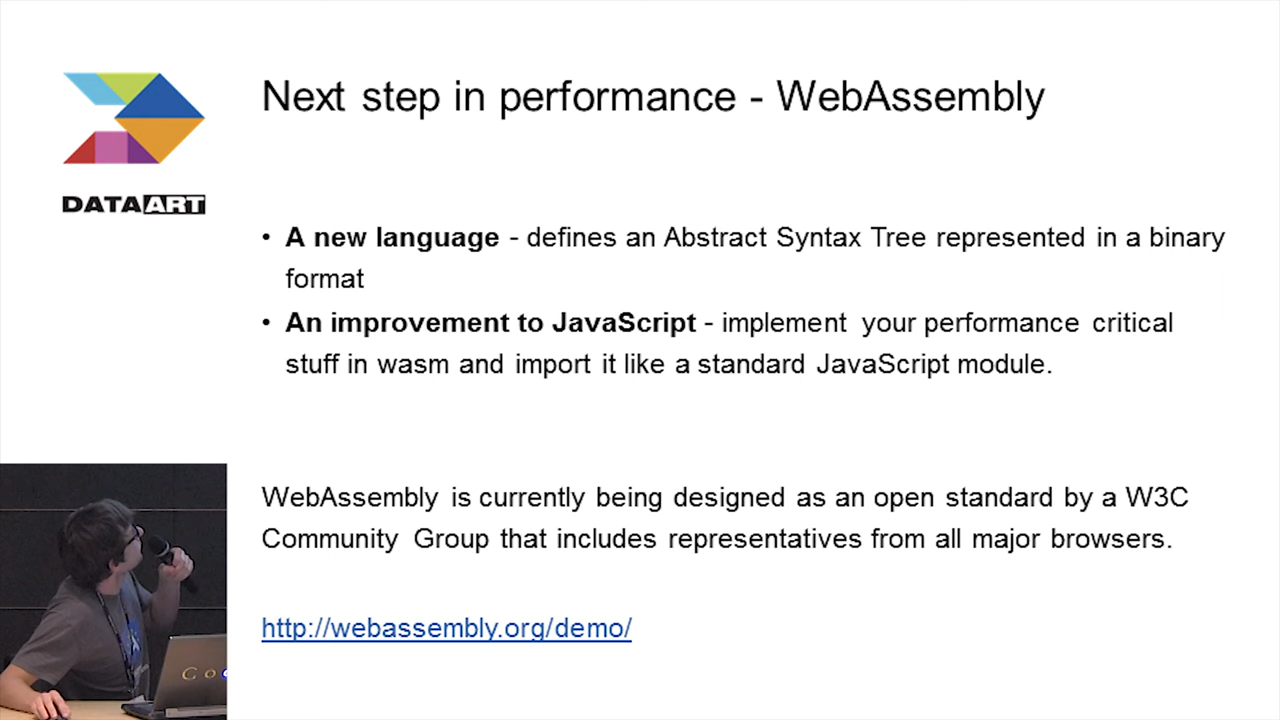 Next step in performance - WebAssembly
DATAART
• A new language - defines an Abstract Syntax Tree represented in a binary
format
• An improvement to JavaScript - implement your performance critical
stuff in wasm and import it like a standard JavaScript module.
WebAssembly is currently being designed as an open standard by a W3C
Community Group that includes representatives from all major browsers.
http://webassembly.org/demo/